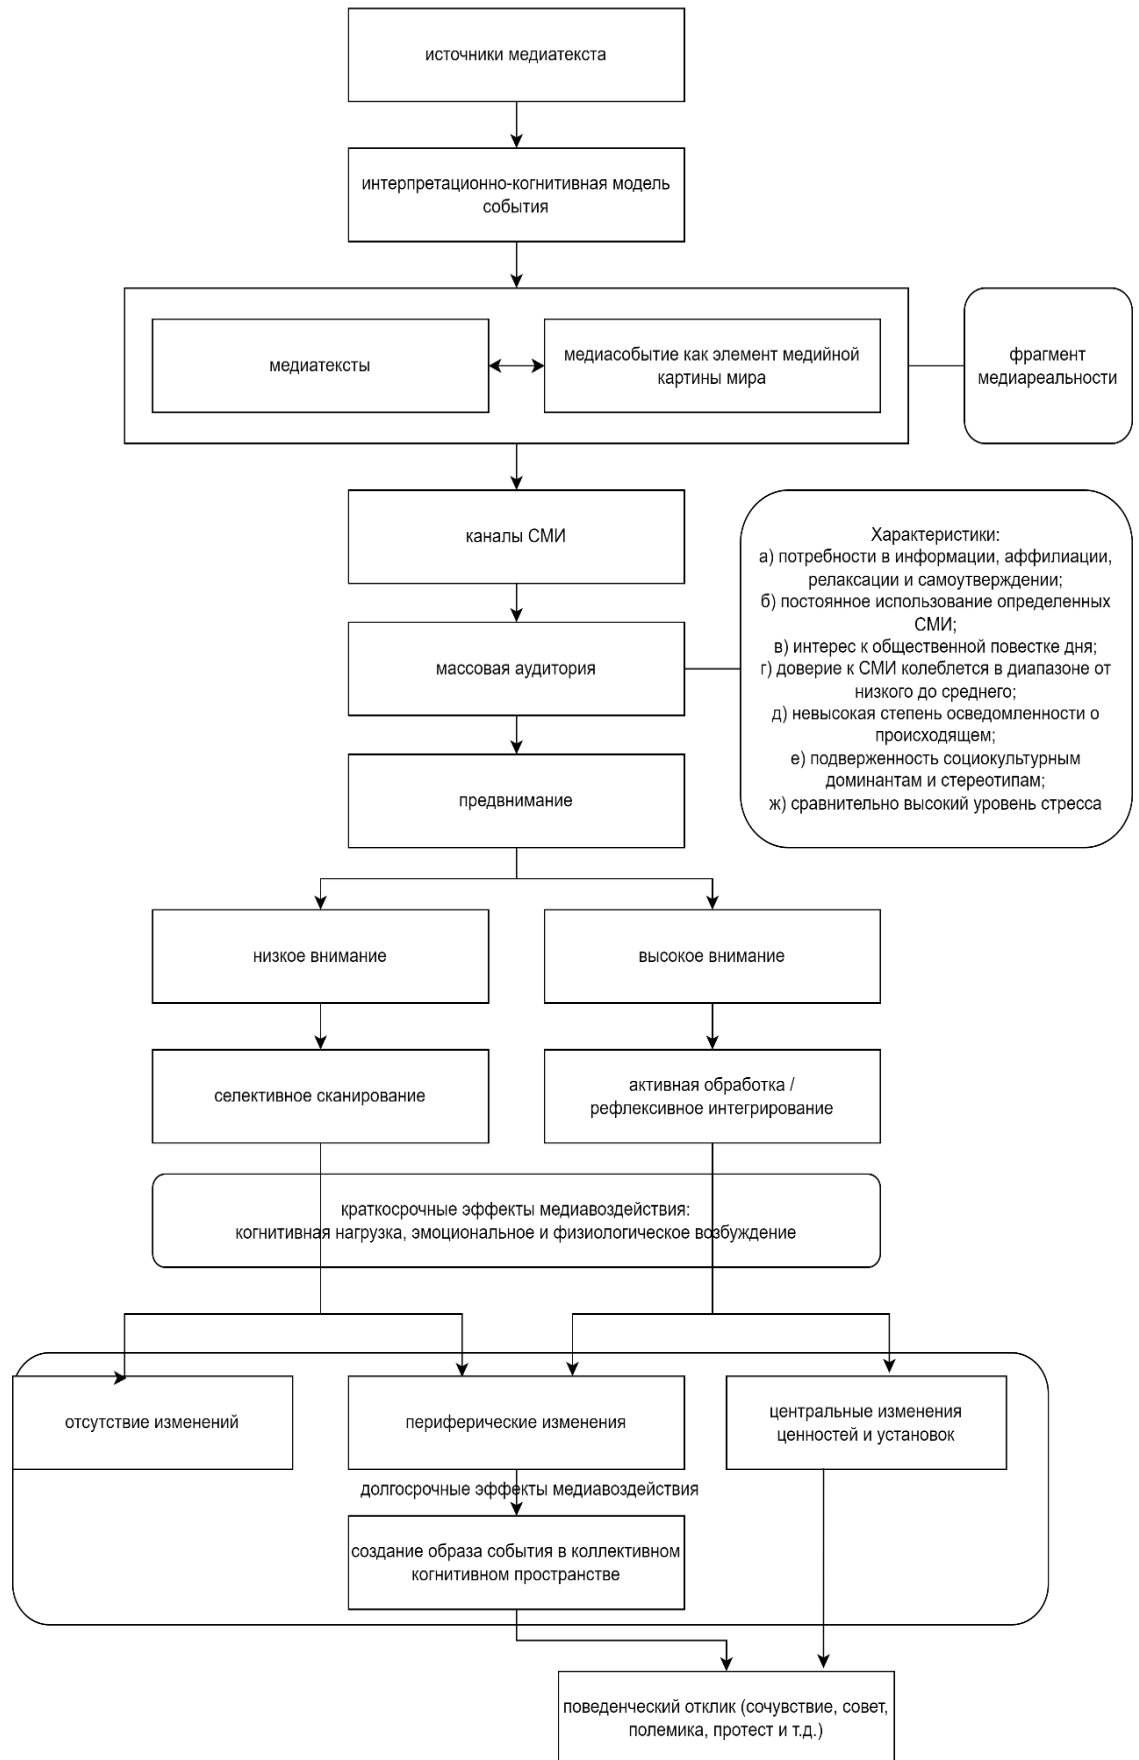 источники медиатекста
интерпретационно-когнитивная модель
события
медиатексты
медиасобытие как элемент медийной
картины мира
фрагмент
медиареальности
каналы СМИ
массовая аудитория
Характеристики:
а) потребности в информации, аффилиации,
релаксации и самоутверждении;
б) постоянное использование определенных
СМИ;
в) интерес к общественной повестке дня;
г) доверие к СМИ колеблется в диапазоне от
низкого до среднего;
д) невысокая степень осведомленности о
происходящем;
е) подверженность социокультурным
доминантам и стереотипам;
ж) сравнительно высокий уровень стресса
предвнимание
низкое внимание
высокое внимание
селективное сканирование
активная обработка /
рефлексивное интегрирование
краткосрочные эффекты медиавоздействия:
когнитивная нагрузка, эмоциональное и физиологическое возбуждение
отсутствие изменений
периферические изменения
центральные изменения
ценностей и установок
долгосрочные эффекты медиавоздействия
создание образа события в коллективном
когнитивном пространстве
поведенческий отклик (сочувствие, совет,
полемика, протест и т.д.)